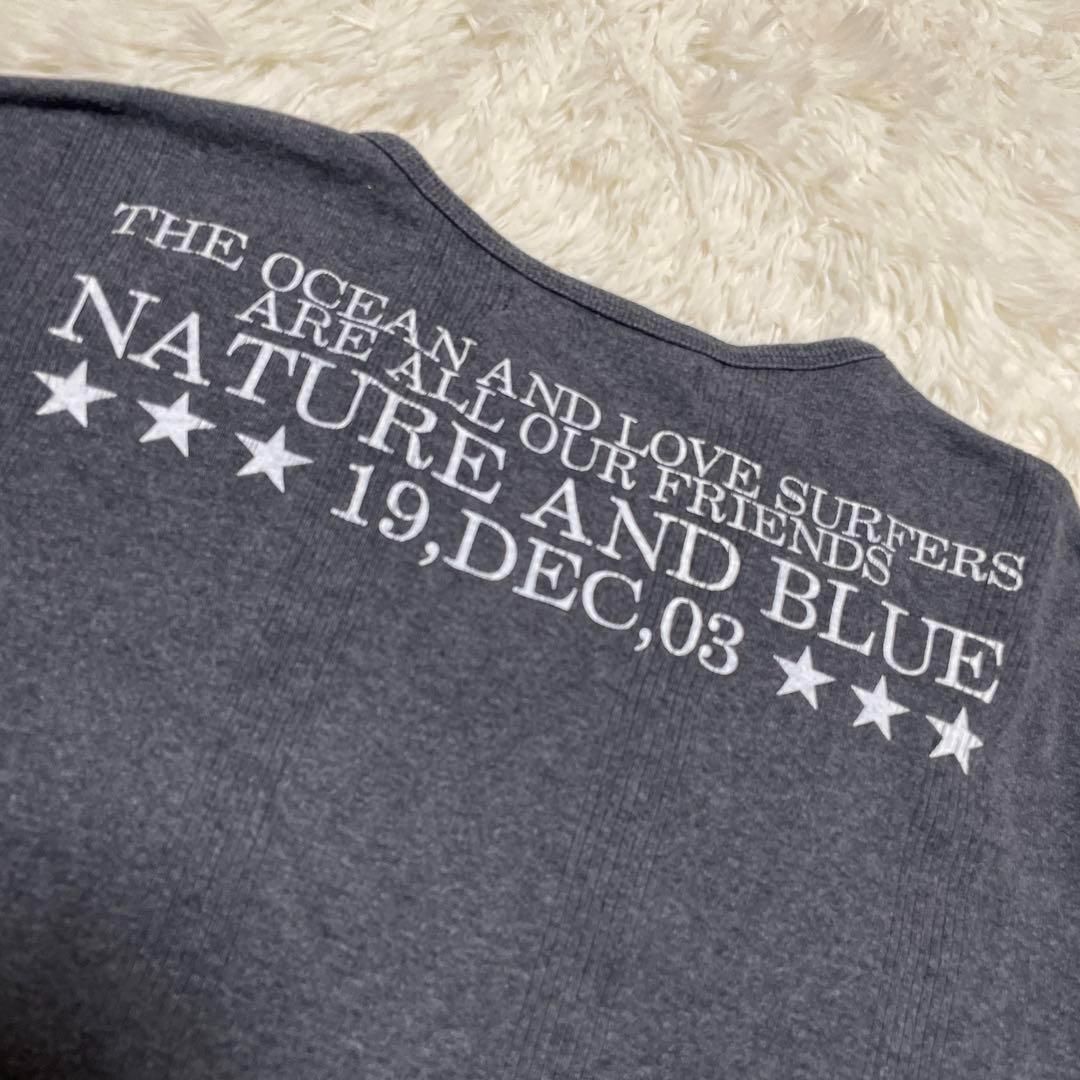 THE OCEAN AND LOVE SURFERS
ARE ALL OUR FRIENDS
NATURE AND BLUE
★★★ 19,DEC,03 ★★★